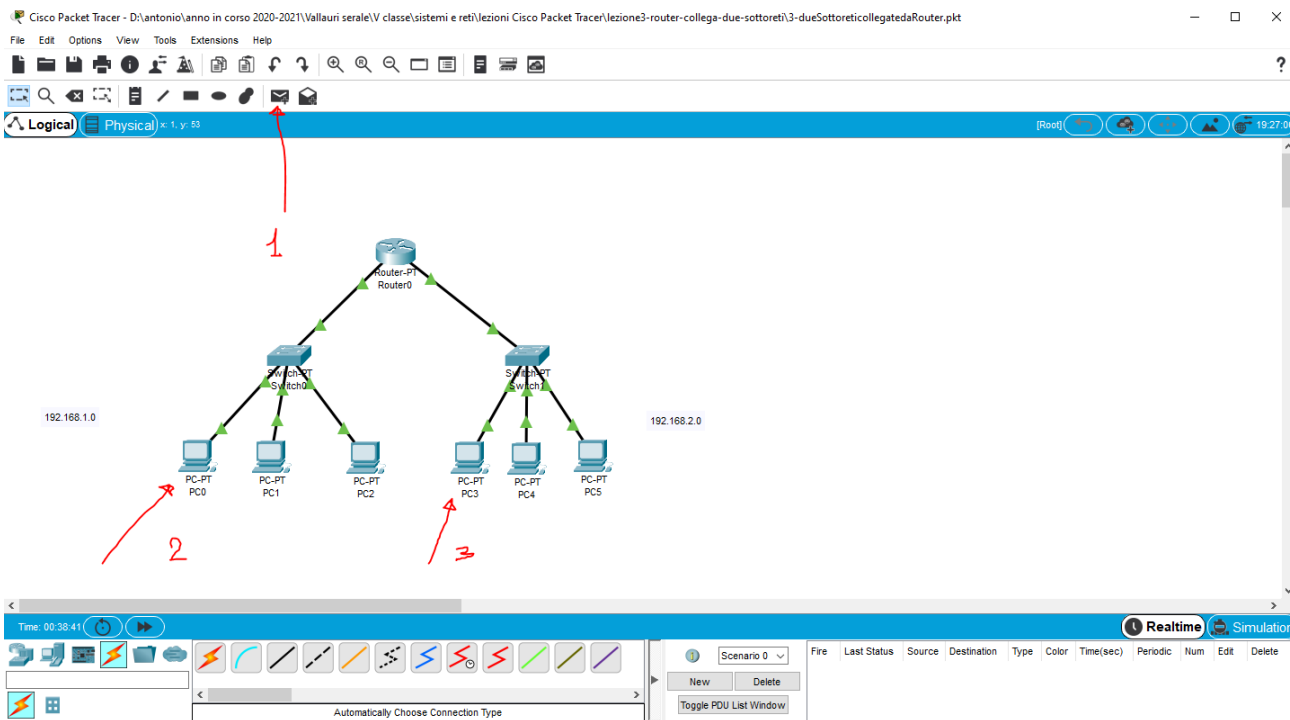 Cisco Packet Tracer - D:\antonio\anno in corso 2020-2021\Vallauri serale\V classe\sistemi e reti\lezioni Cisco Packet Tracer\lezione3-router-collega-due-sottoreti\3-dueSottoreticollegatedaRouter.pkt
File Edit Options View Tools Extensions Help
?
Logical Physical x: 1, y: 53 [Root] 19:27:00
1
Router-PT
Router0
Switch-PT
Switch0
Switch-PT
Switch1
192.168.1.0
192.168.2.0
PC-PT
PC0
PC-PT
PC1
PC-PT
PC2
PC-PT
PC3
PC-PT
PC4
PC-PT
PC5
2
3
Time: 00:38:41 Realtime Simulation
Scenario 0
New Delete
Toggle PDU List Window
Fire Last Status Source Destination Type Color Time(sec) Periodic Num Edit Delete
Automatically Choose Connection Type